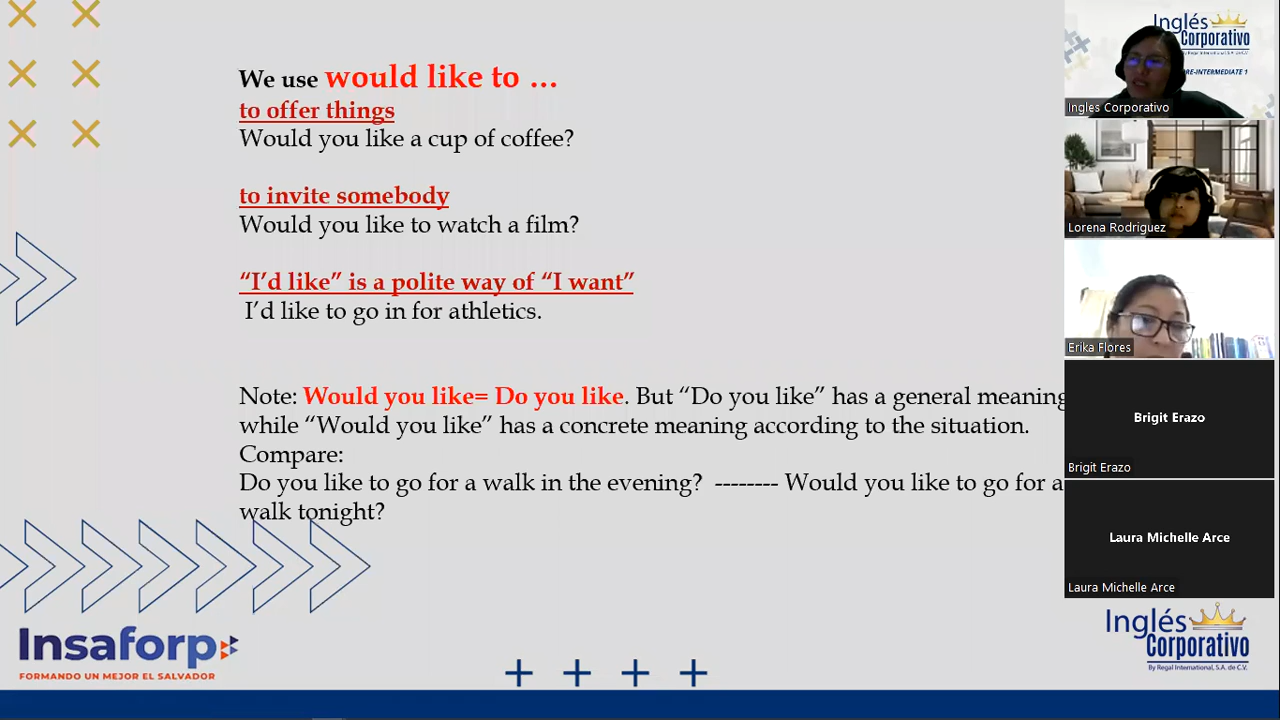 We use would like to …
to offer things
Would you like a cup of coffee?
to invite somebody
Would you like to watch a film?
“I’d like” is a polite way of “I want”
I’d like to go in for athletics.
Note: Would you like= Do you like. But “Do you like” has a general meaning
while “Would you like” has a concrete meaning according to the situation.
Compare:
Do you like to go for a walk in the evening? -------- Would you like to go for a
walk tonight?
Insaforp
FORMANDO UN MEJOR EL SALVADOR
Inglés
Corporativo
By Regal International, S.A. de C.V.
RE-INTERMEDIATE 1
Ingles Corporativo
Lorena Rodriguez
Erika Flores
Brigit Erazo
Brigit Erazo
Laura Michelle Arce
Laura Michelle Arce
Inglés
Corporativo
By Regal International, S.A. de C.V.